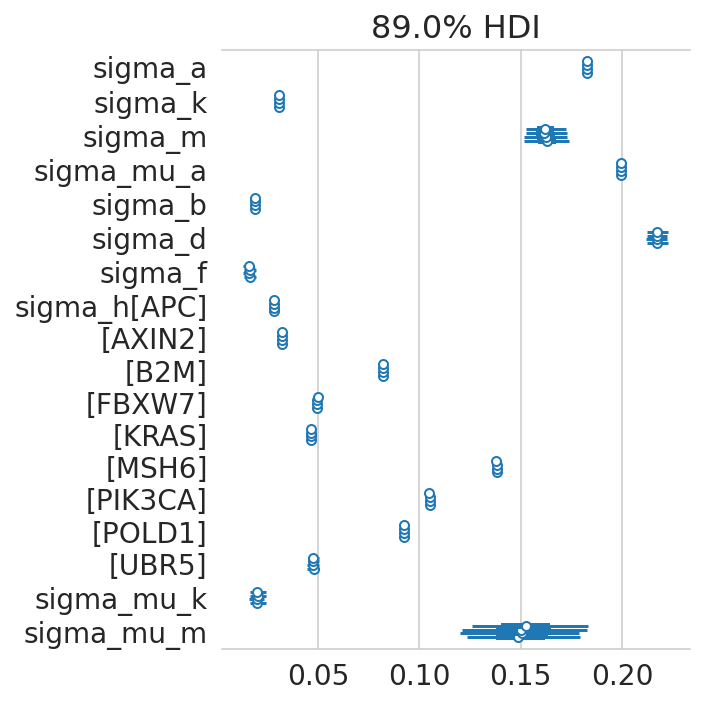 89.0% HDI
sigma_a
sigma_k
sigma_m
sigma_mu_a
sigma_b
sigma_d
sigma_f
sigma_h[APC]
[AXIN2]
[B2M]
[FBXW7]
[KRAS]
[MSH6]
[PIK3CA]
[POLD1]
[UBR5]
sigma_mu_k
sigma_mu_m
0.05 0.10 0.15 0.20